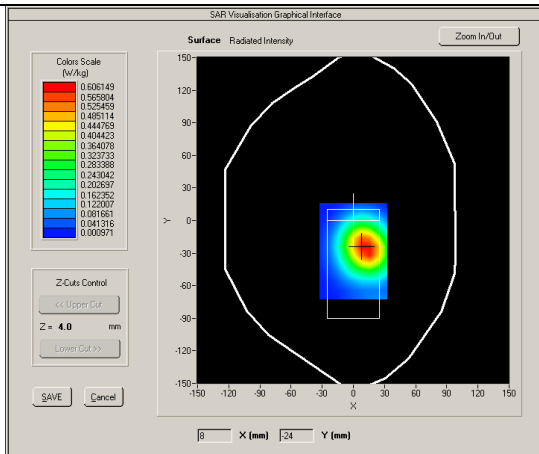 SAR Visualisation Graphical Interface
Surface Radiated Intensity
Zoom In/Out
Colors Scale
(W/kg)
0.606149
0.565804
0.525459
0.485114
0.444769
0.404423
0.364078
0.323733
0.283388
0.243042
0.202697
0.162352
0.122007
0.081661
0.041316
0.000971
Z-Cuts Control
<< Upper Cut
Z = 4.0 mm
Lower Cut >>
SAVE
Cancel
150
120
90
60
30
0
-30
-60
-90
-120
-150
Y
-150 -120 -90 -60 -30 0 30 60 90 120 150
X
8 X (mm) -24 Y (mm)